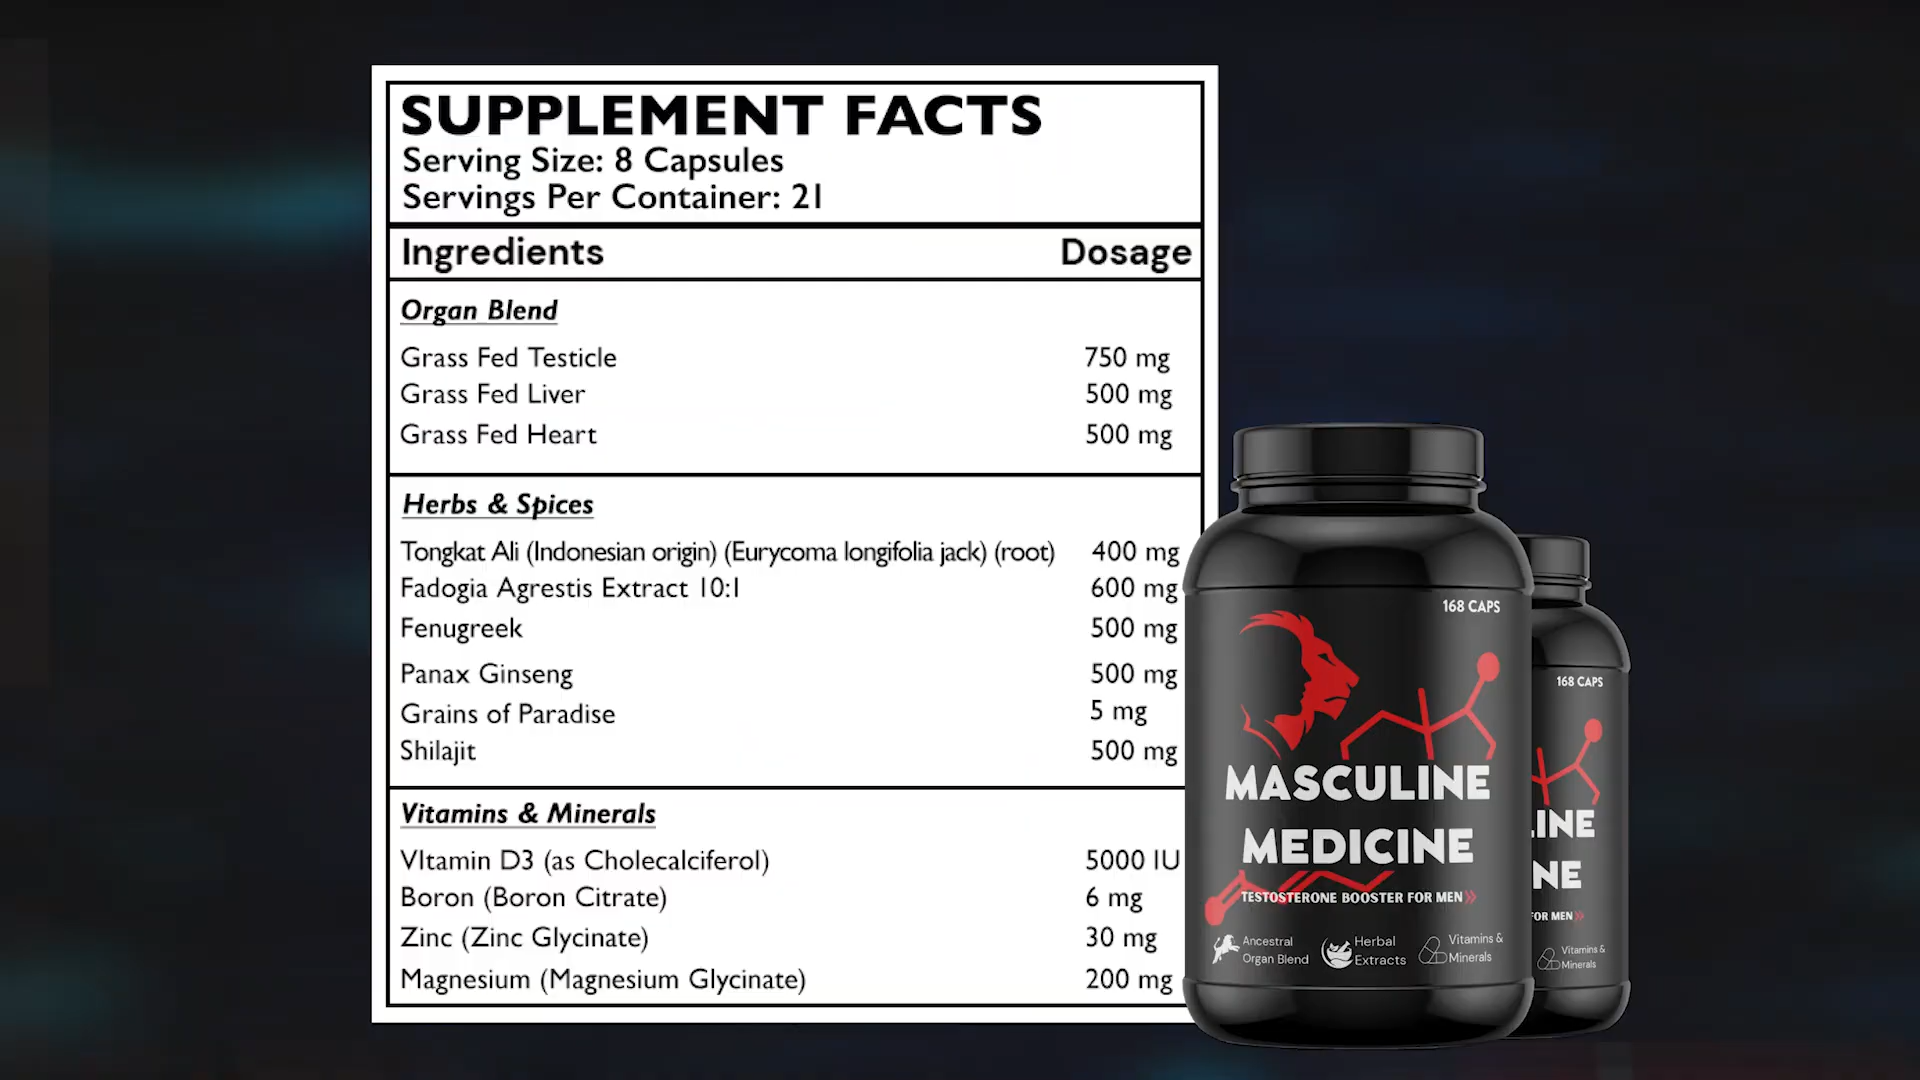 SUPPLEMENT FACTS
Serving Size: 8 Capsules
Servings Per Container: 21
Ingredients Dosage
Organ Blend
Grass Fed Testicle 750 mg
Grass Fed Liver 500 mg
Grass Fed Heart 500 mg
Herbs & Spices
Tongkat Ali (Indonesian origin) (Eurycoma longifolia jack) (root) 400 mg
Fadogia Agrestis Extract 10:1 600 mg
Fenugreek 500 mg
Panax Ginseng 500 mg
Grains of Paradise 5 mg
Shilajit 500 mg
Vitamins & Minerals
VItamin D3 (as Cholecalciferol) 5000 IU
Boron (Boron Citrate) 6 mg
Zinc (Zinc Glycinate) 30 mg
Magnesium (Magnesium Glycinate) 200 mg
168 CAPS
MASCULINE
MEDICINE
TESTOSTERONE BOOSTER FOR MEN
Ancestral
Organ Blend
Herbal
Extracts
Vitamins &
Minerals
168 CAPS
LINE
NE
FOR MEN
Vitamins &
Minerals